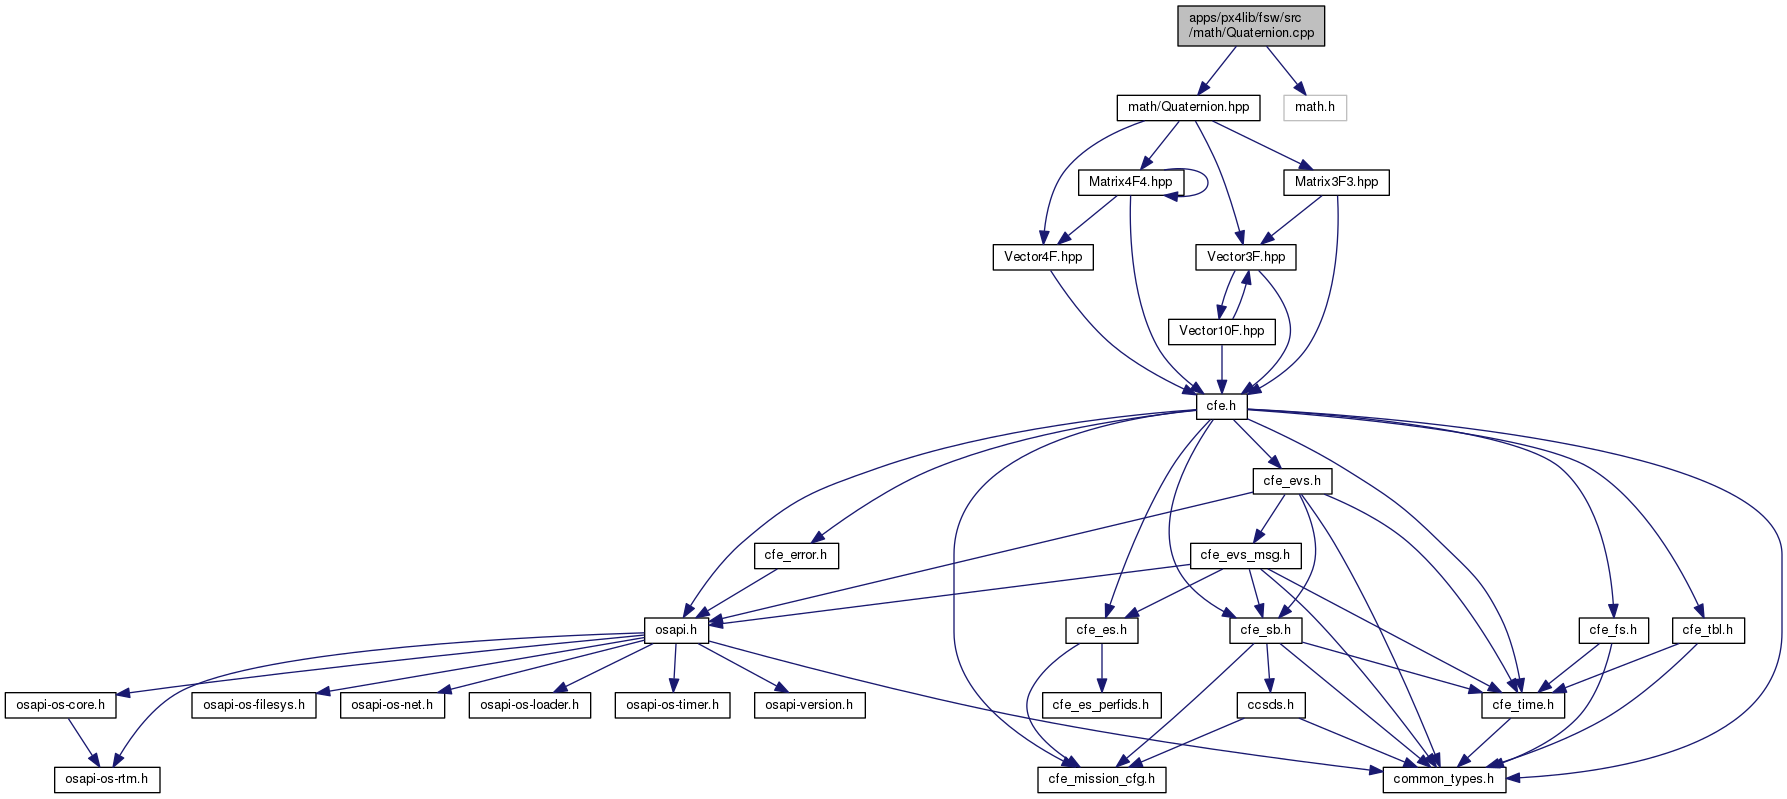 apps/px4lib/fsw/src
/math/Quaternion.cpp
math/Quaternion.hpp
math.h
Matrix4F4.hpp
Matrix3F3.hpp
Vector4F.hpp
Vector3F.hpp
Vector10F.hpp
cfe.h
cfe_evs.h
cfe_error.h
cfe_evs_msg.h
osapi.h
cfe_es.h
cfe_sb.h
cfe_fs.h
cfe_tbl.h
osapi-os-core.h
osapi-os-filesys.h
osapi-os-net.h
osapi-os-loader.h
osapi-os-timer.h
osapi-version.h
cfe_es_perfids.h
ccsds.h
cfe_time.h
osapi-os-rtm.h
cfe_mission_cfg.h
common_types.h